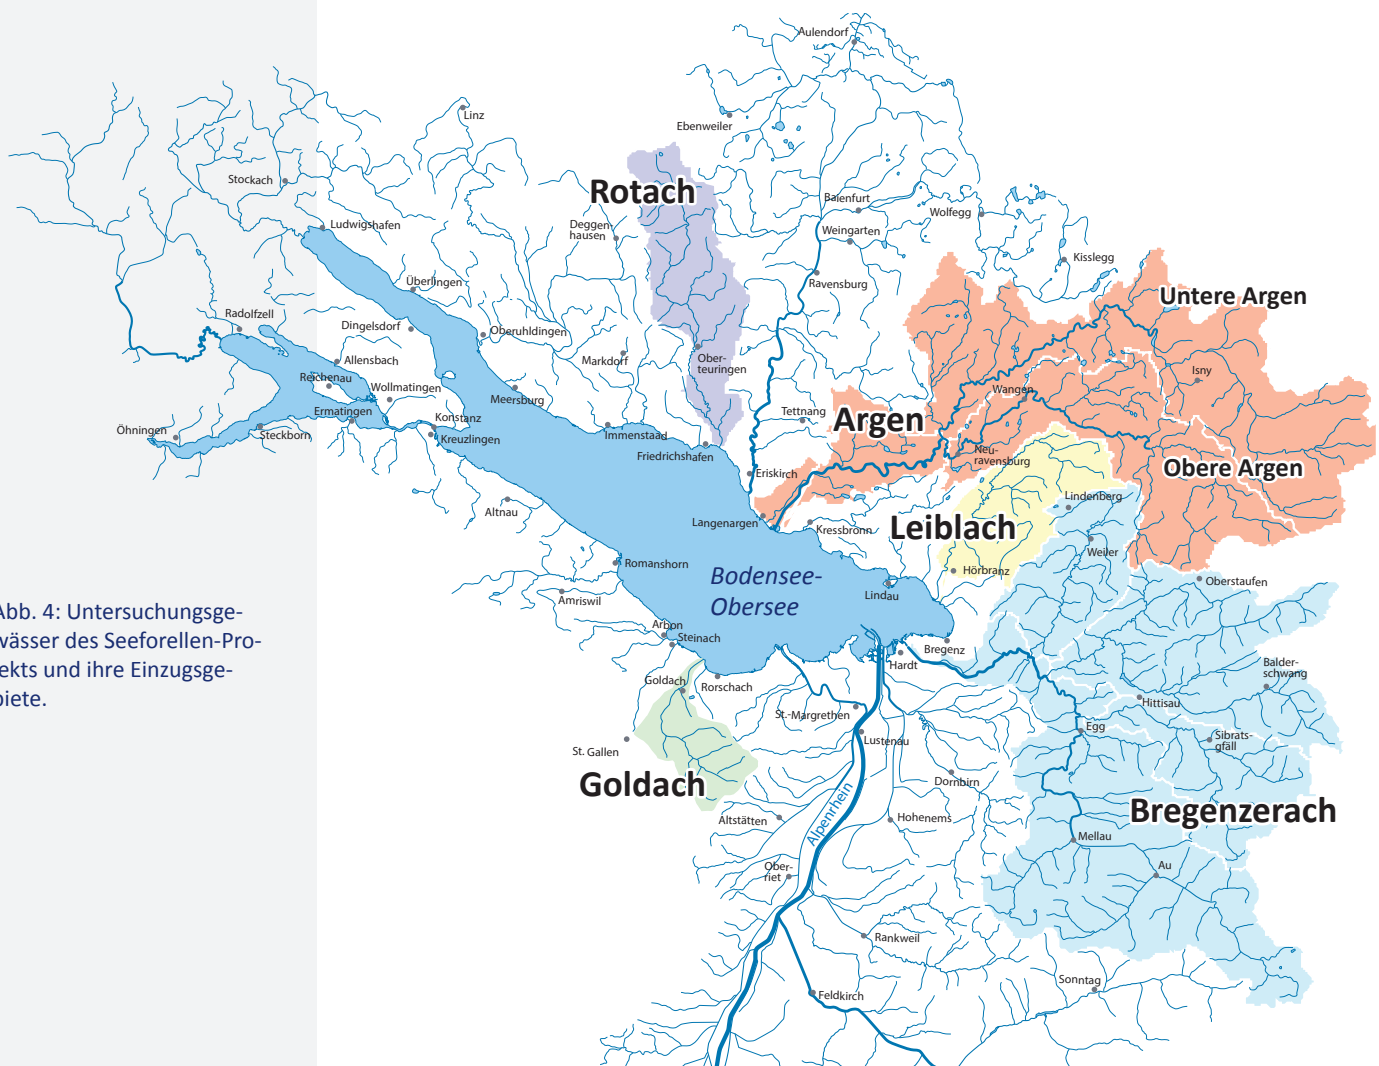 Aulendorf
Linz
Ebenweiler
Stockach
Rotach
Baienfurt
Wolfegg
Ludwigshafen
Deggen-
hausen
Weingarten
Kisslegg
Überlingen
Ravensburg
Untere Argen
Radolfzell
Dingelsdorf
Oberuhldingen
Allensbach
Markdorf
Ober-
teuringen
Isny
Reichenau
Wollmatingen
Wangen
Meersburg
Ermatingen
Konstanz
Tettnang
Argen
Öhningen
Steckborn
Kreuzlingen
Immenstaad
Friedrichshafen
Neu-
ravensburg
Obere Argen
Eriskirch
Lindenberg
Altnau
Langenargen
Kressbronn
Leiblach
Weiler
Romanshorn
Bodensee-
Obersee
Hörbranz
Oberstaufen
Lindau
Amriswil
Abb. 4: Untersuchungsge-
wässer des Seeforellen-Pro-
ekts und ihre Einzugsge-
biete.
Arbon
Steinach
Bregenz
Hardt
Balder-
schwang
Goldach
Rorschach
Hittisau
St.-Margrethen
Egg
Sibrats-
gfäll
St. Gallen
Lustenau
Goldach
Dornbirn
Bregenzerach
Altstätten
Alpenrhein
Hohenems
Mellau
Ober-
riet
Au
Rankweil
Sonntag
Feldkirch